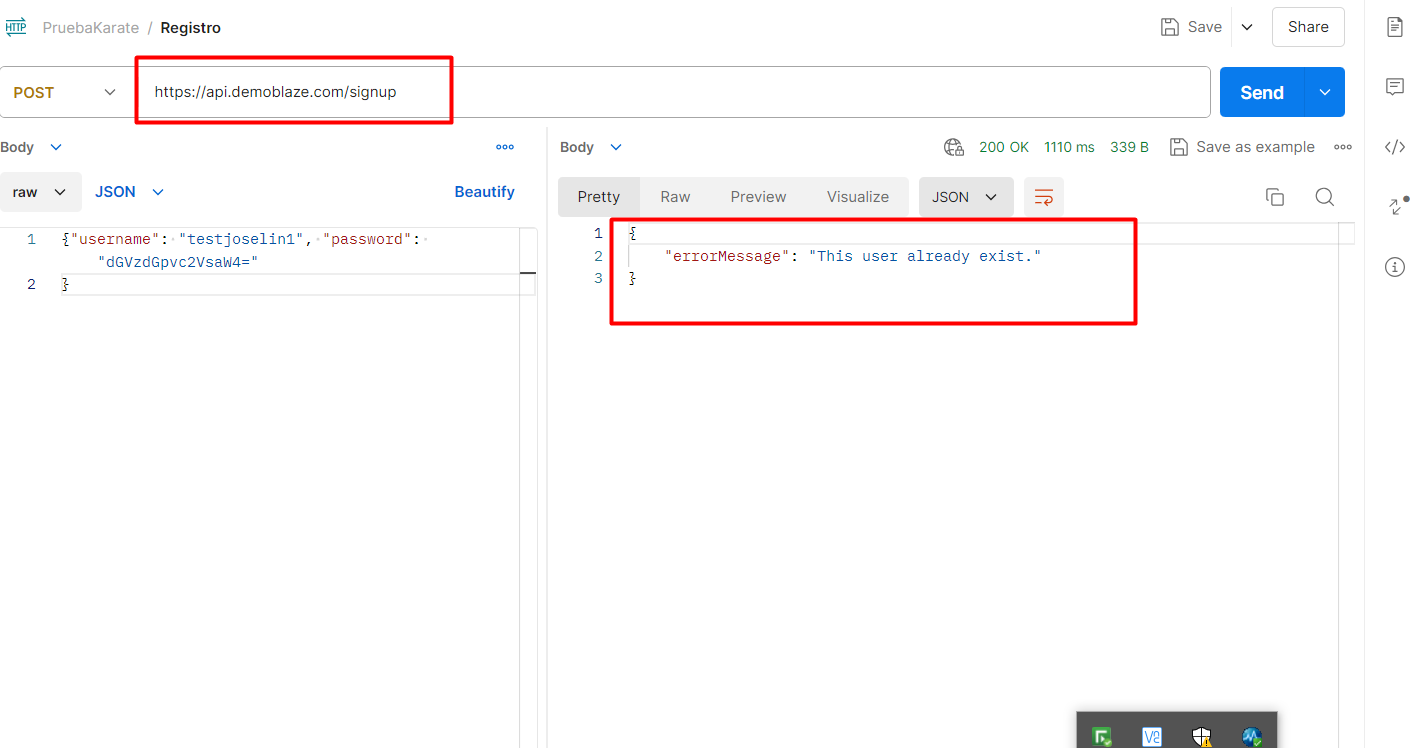 HTTP PruebaKarate / Registro Save Share
POST https://api.demoblaze.com/signup Send
Body
raw JSON Beautify
1 {"username": "testjoselin1", "password":
"dGVzdGpvc2VsaW4="
2 }
Body 200 OK 1110 ms 339 B Save as example
Pretty Raw Preview Visualize JSON
1 {
2 "errorMessage": "This user already exist."
3 }